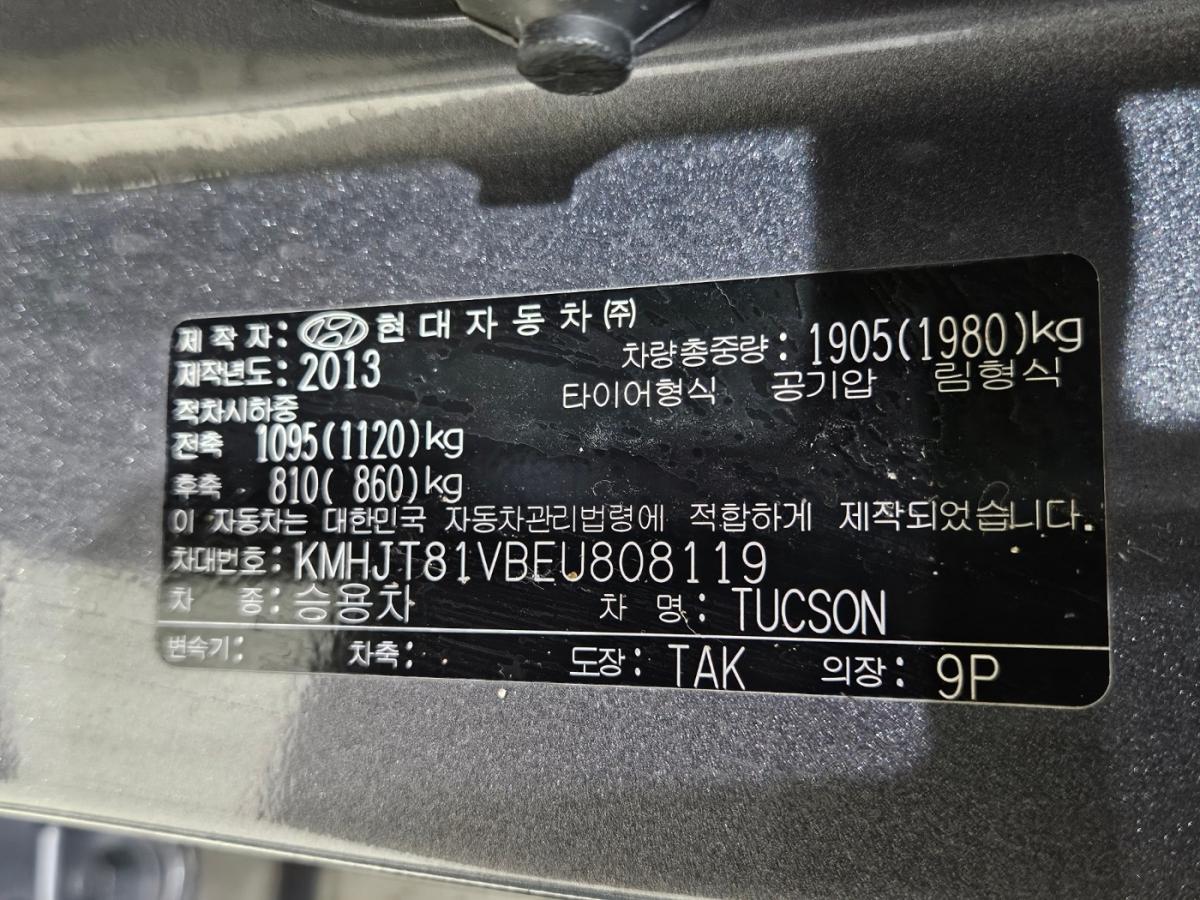 제작자: 현대자동차㈜
제작년도: 2013
차량총중량: 1905(1980)kg
타이어형식 공기압 림형식
적차시하중
전축 1095(1120)kg
후축 810( 860)kg
이 자동차는 대한민국 자동차관리법령에 적합하게 제작되었습니다.
차대번호: KMHJT81VBEU808119
차 종: 승용차 차 명: TUCSON
변속기: 차축: 도장: TAK 의장: 9P